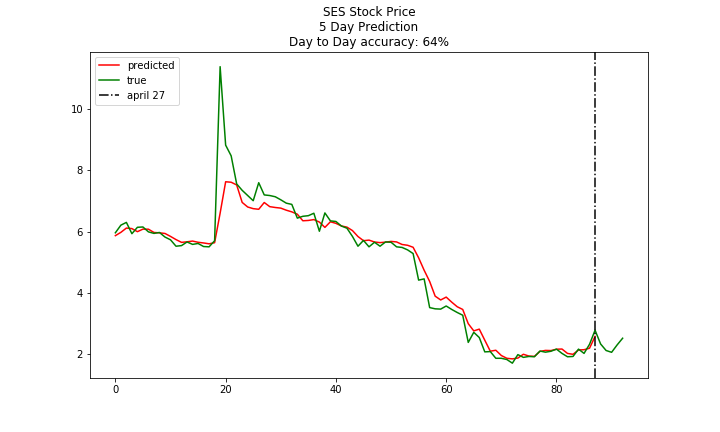 SES Stock Price
5 Day Prediction
Day to Day accuracy: 64%
predicted
true
april 27
10
8
6
4
2
0 20 40 60 80